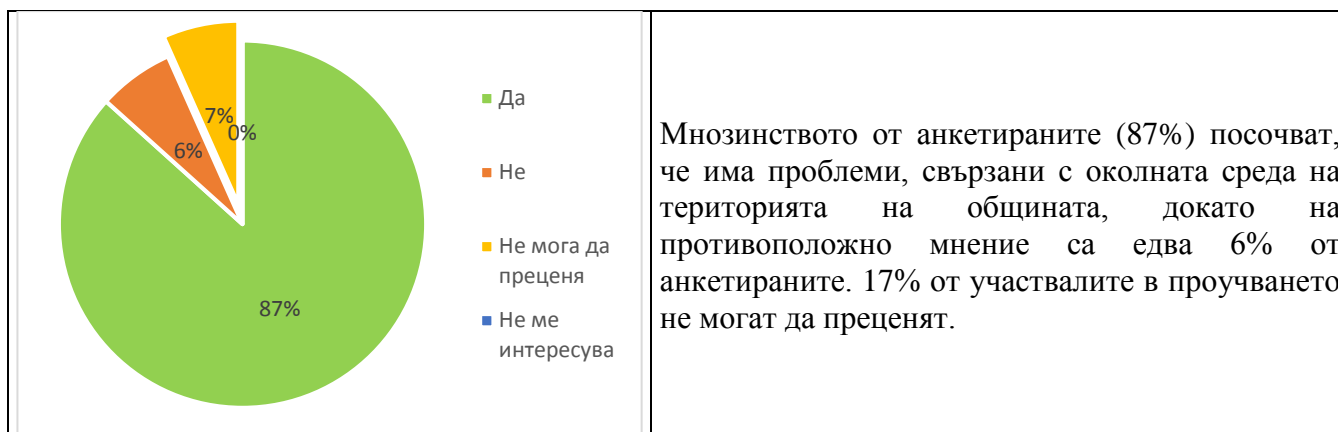 7%
0%
6%
87%
Да
Не
Не мога да
преценя
Не ме
интересува
Мнозинството от анкетираните (87%) посочват,
че има проблеми, свързани с околната среда на
територията на общината, докато на
противоположно мнение са едва 6% от
анкетираните. 17% от участвалите в проучването
не могат да преценят.